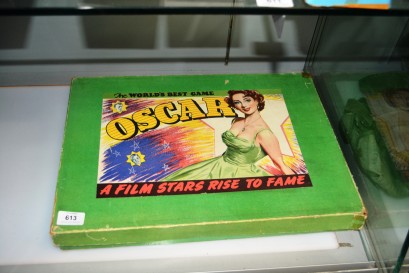 The WORLD'S BEST GAME
OSCAR
A FILM STARS RISE TO FAME
613